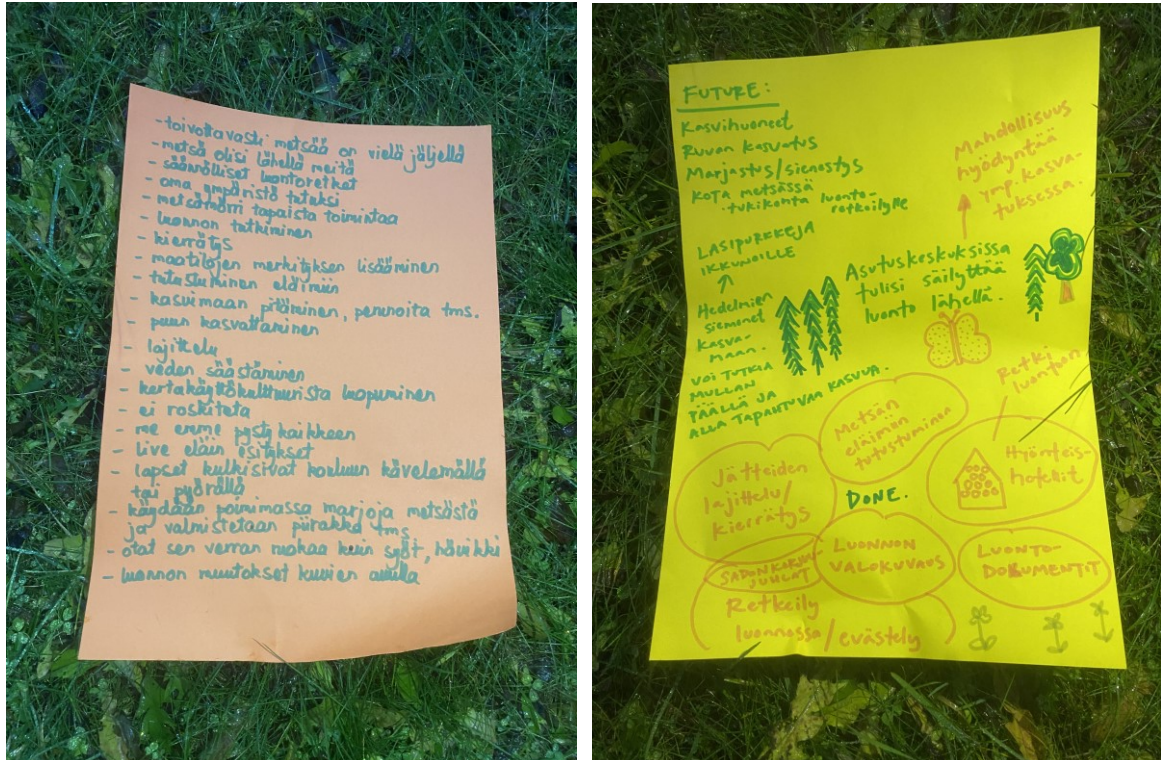 - toivottavasti metsää on vielä jäljellä
- metsä olisi lähellä meitä
- säännölliset luontoretket
- oma ympäristö tutuksi
- metsämörri tapaista toimintaa
- luonnon tutkiminen
- kierrätys
- maatilojen merkityksen lisääminen
- tutustuminen eläimiin
- kasvimaan pitäminen, perunoita tms.
- puun kasvattaminen
- lajittelu
- veden säästäminen
- kertakäyttökulttuurista luopuminen
- ei roskiteta
- me emme pysty kaikkeen
- live eläin esitykset
- lapset kulkisivat kouluun kävelemällä
tai pyörällä
- käydään poimimassa marjoja metsästä
ja valmistetaan piirakka tms.
- otat sen verran ruokaa kuin syöt, hävikki
- luonnon muutokset kuvien avulla
FUTURE:
Kasvihuoneet
Ruuan kasvatus
Marjastus/sienestys
KOTA metsässä
- tukikohta luonto-
retkeilylle
LASIPURKKEJA
IKKUNOILLE
Hedelmien
siemenet
kasva-
maan.
VOI TUTKIA
MULLAN
PÄÄLLÄ JA
ALLA TAPAHTUVAA KASVUA.
Mahdollisuus
hyödyntää
ymp.kasva-
tuksessa.
Asutuskeskuksissa
tulisi säilyttää
luonto lähellä.
Retki
luontoon
Metsän
eläimiin
tutustuminen
Hyönteis-
hotellit
Jätteiden
lajittelu/
kierrätys
DONE.
SADONKORJUU-
JUHLAT
LUONNON
VALOKUVAUS
LUONTO-
DOKUMENTIT
Retkeily
luonnossa/evästely